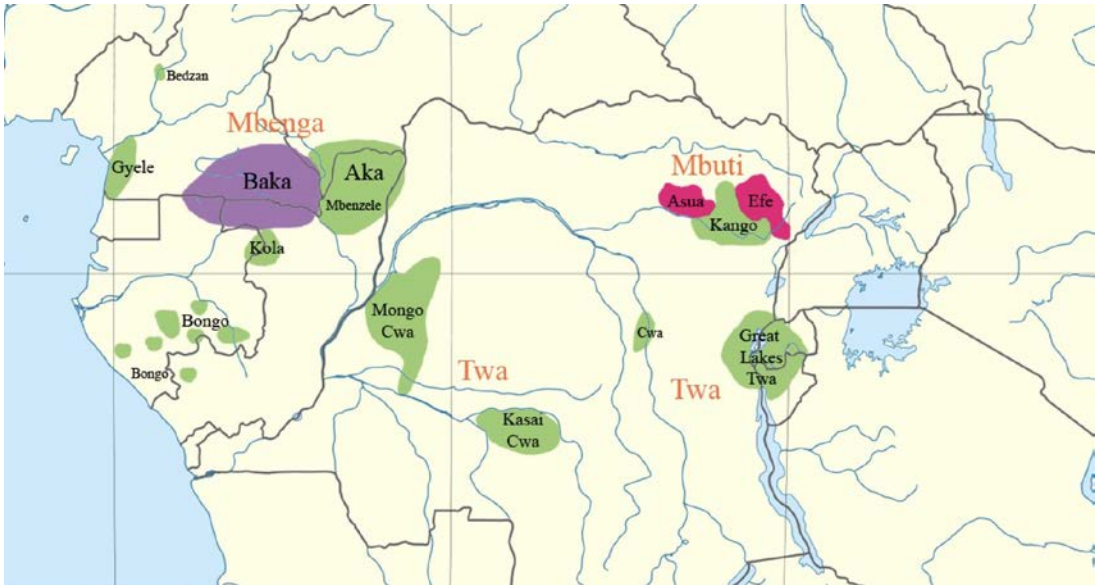 Bedzan
Mbenga
Gyele
Baka
Aka
Mbenzele
Mbuti
Asua
Efe
Kango
Kola
Mongo
Cwa
Bongo
Bongo
Cwa
Great
Lakes
Twa
Twa
Twa
Kasai
Cwa